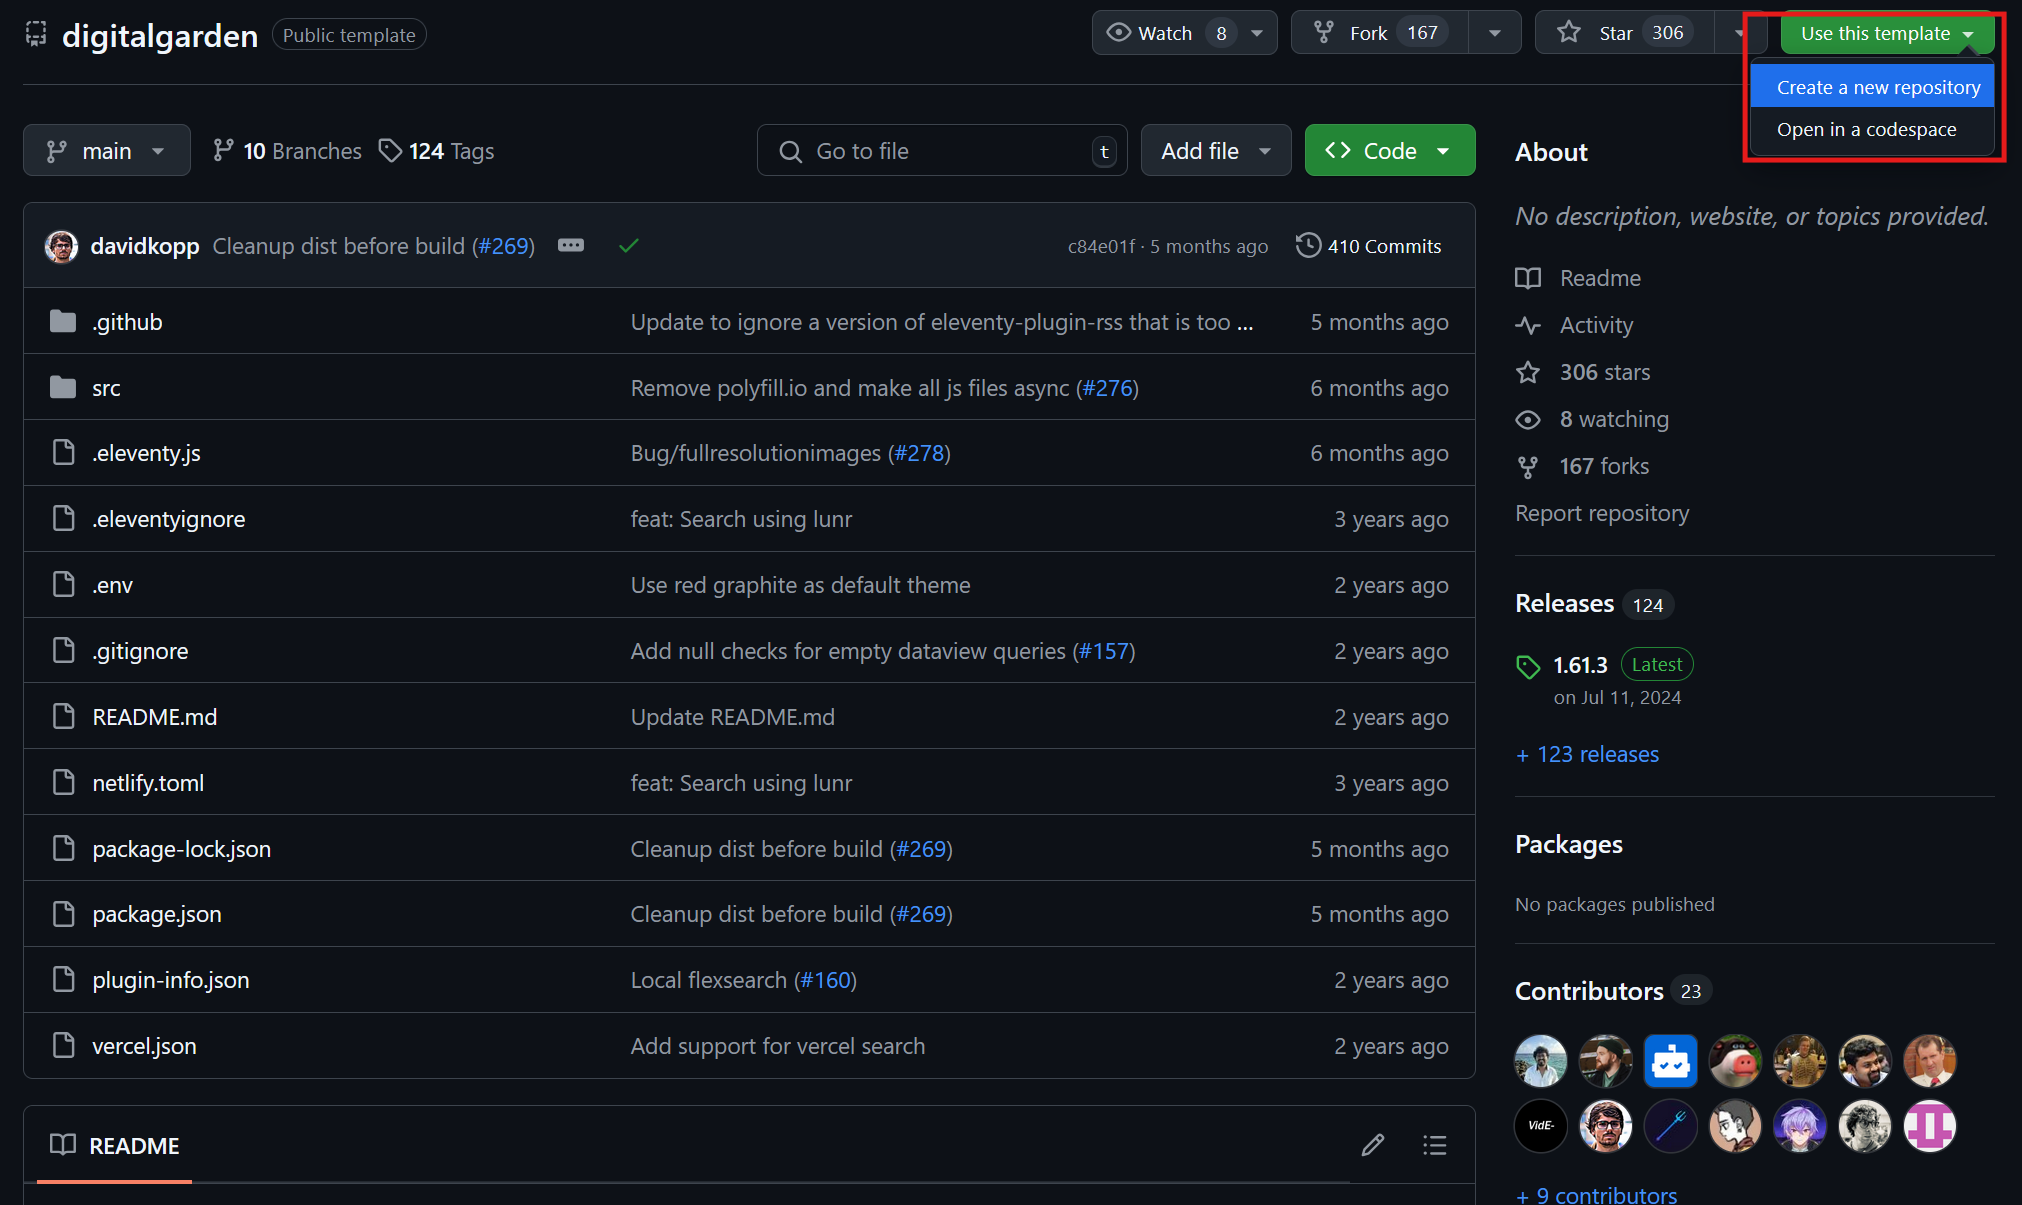 digitalgarden Public template Watch 8 Fork 167 Star 306 Use this template
Create a new repository
Open in a codespace
main 10 Branches 124 Tags Go to file t Add file Code
davidkopp Cleanup dist before build (#269) c84e01f · 5 months ago 410 Commits
.github Update to ignore a version of eleventy-plugin-rss that is too ... 5 months ago
src Remove polyfill.io and make all js files async (#276) 6 months ago
.eleventy.js Bug/fullresolutionimages (#278) 6 months ago
.eleventyignore feat: Search using lunr 3 years ago
.env Use red graphite as default theme 2 years ago
.gitignore Add null checks for empty dataview queries (#157) 2 years ago
README.md Update README.md 2 years ago
netlify.toml feat: Search using lunr 3 years ago
package-lock.json Cleanup dist before build (#269) 5 months ago
package.json Cleanup dist before build (#269) 5 months ago
plugin-info.json Local flexsearch (#160) 2 years ago
vercel.json Add support for vercel search 2 years ago
README
About
No description, website, or topics provided.
Readme
Activity
306 stars
8 watching
167 forks
Report repository
Releases 124
1.61.3 Latest
on Jul 11, 2024
+ 123 releases
Packages
No packages published
Contributors 23
VidE-
+ 9 contributors